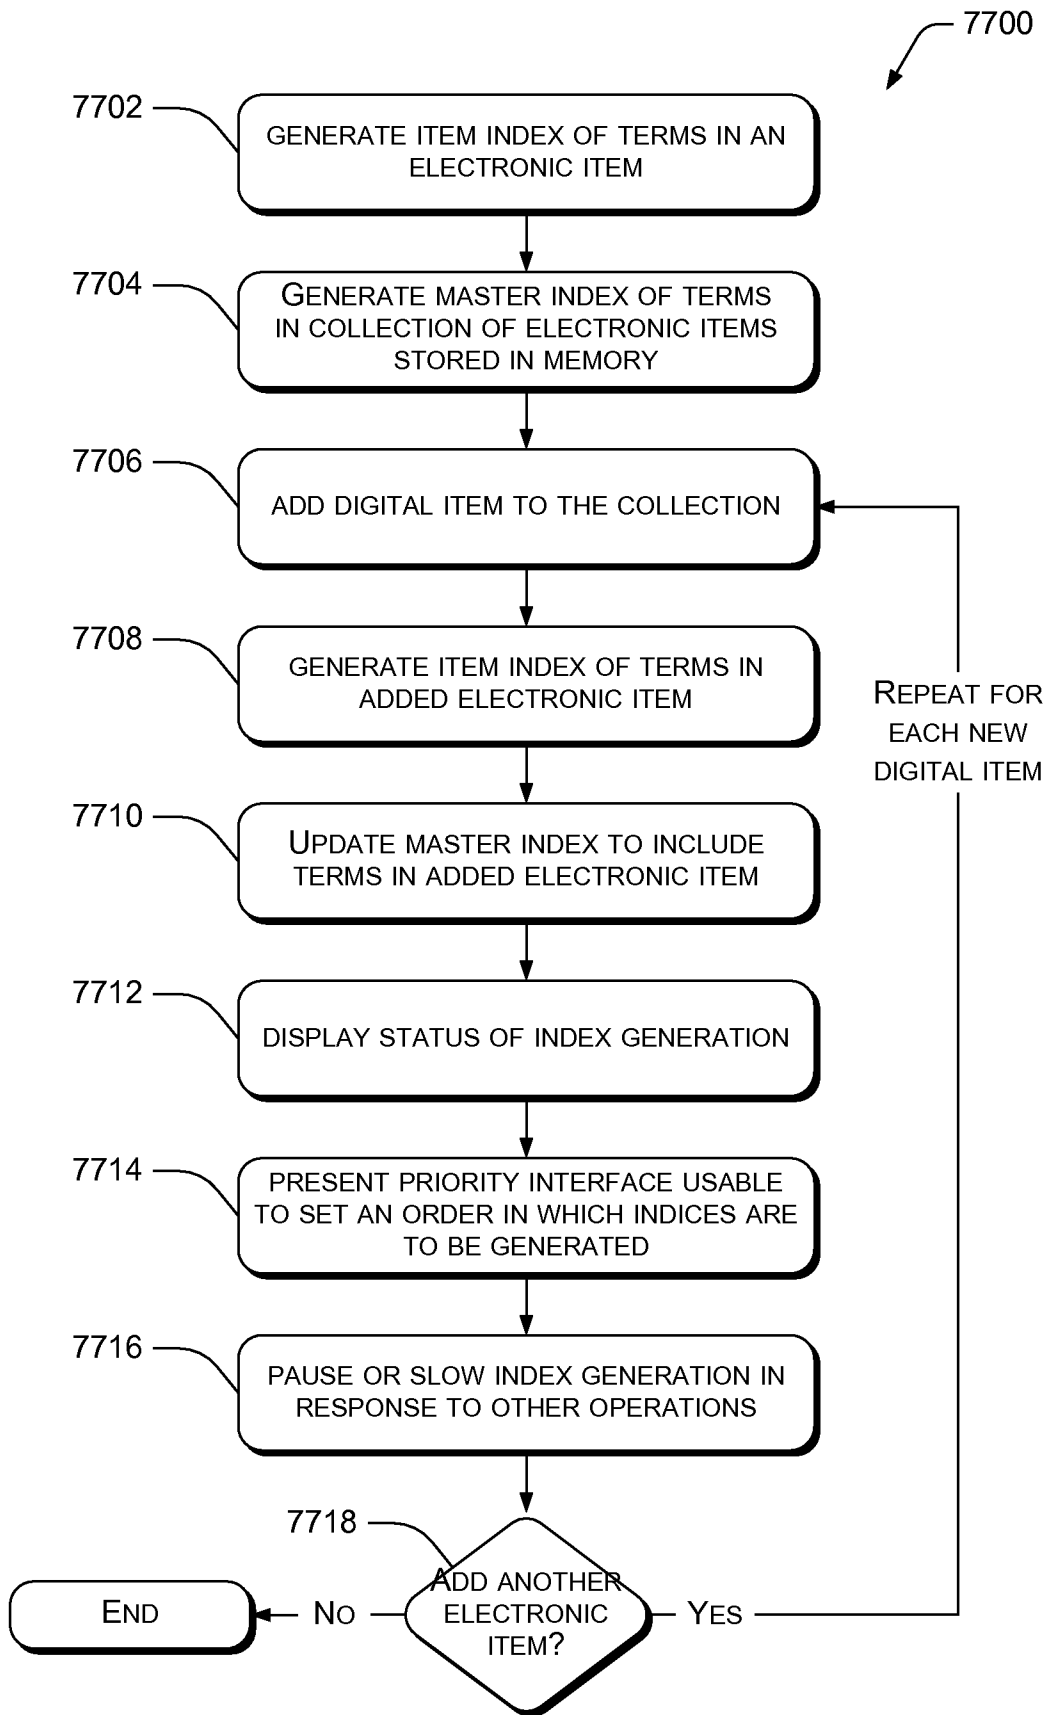 7700
7702
GENERATE ITEM INDEX OF TERMS IN AN
ELECTRONIC ITEM
7704
GENERATE MASTER INDEX OF TERMS
IN COLLECTION OF ELECTRONIC ITEMS
STORED IN MEMORY
7706
ADD DIGITAL ITEM TO THE COLLECTION
7708
GENERATE ITEM INDEX OF TERMS IN
ADDED ELECTRONIC ITEM
REPEAT FOR
EACH NEW
DIGITAL ITEM
7710
UPDATE MASTER INDEX TO INCLUDE
TERMS IN ADDED ELECTRONIC ITEM
7712
DISPLAY STATUS OF INDEX GENERATION
7714
PRESENT PRIORITY INTERFACE USABLE
TO SET AN ORDER IN WHICH INDICES ARE
TO BE GENERATED
7716
PAUSE OR SLOW INDEX GENERATION IN
RESPONSE TO OTHER OPERATIONS
7718
ADD ANOTHER
ELECTRONIC
ITEM?
END
NO
YES